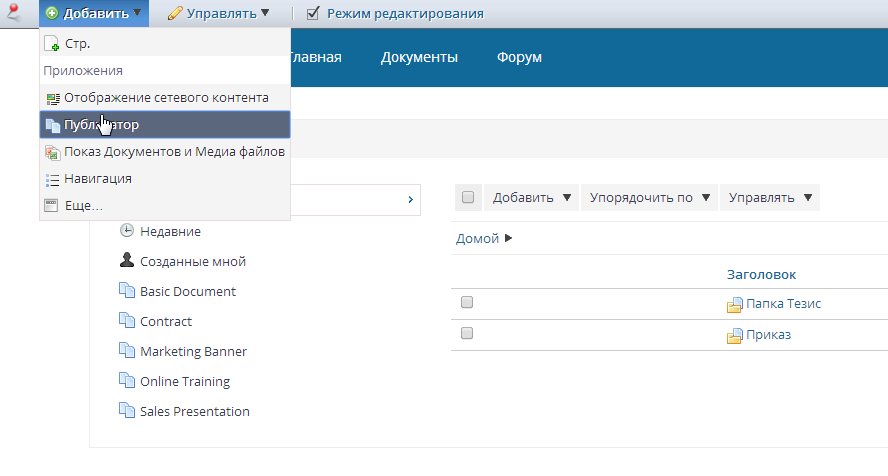 Добавить Управлять Режим редактирования
Стр.
Приложения
Главная Документы Форум
Отображение сетевого контента
Показ Документов и Медиа файлов
Навигация
Еще...
Добавить Упорядочить по Управлять
Недавние
Домой
Созданные мной
Заголовок
Basic Document
Папка Тезис
Contract
Приказ
Marketing Banner
Online Training
Sales Presentation